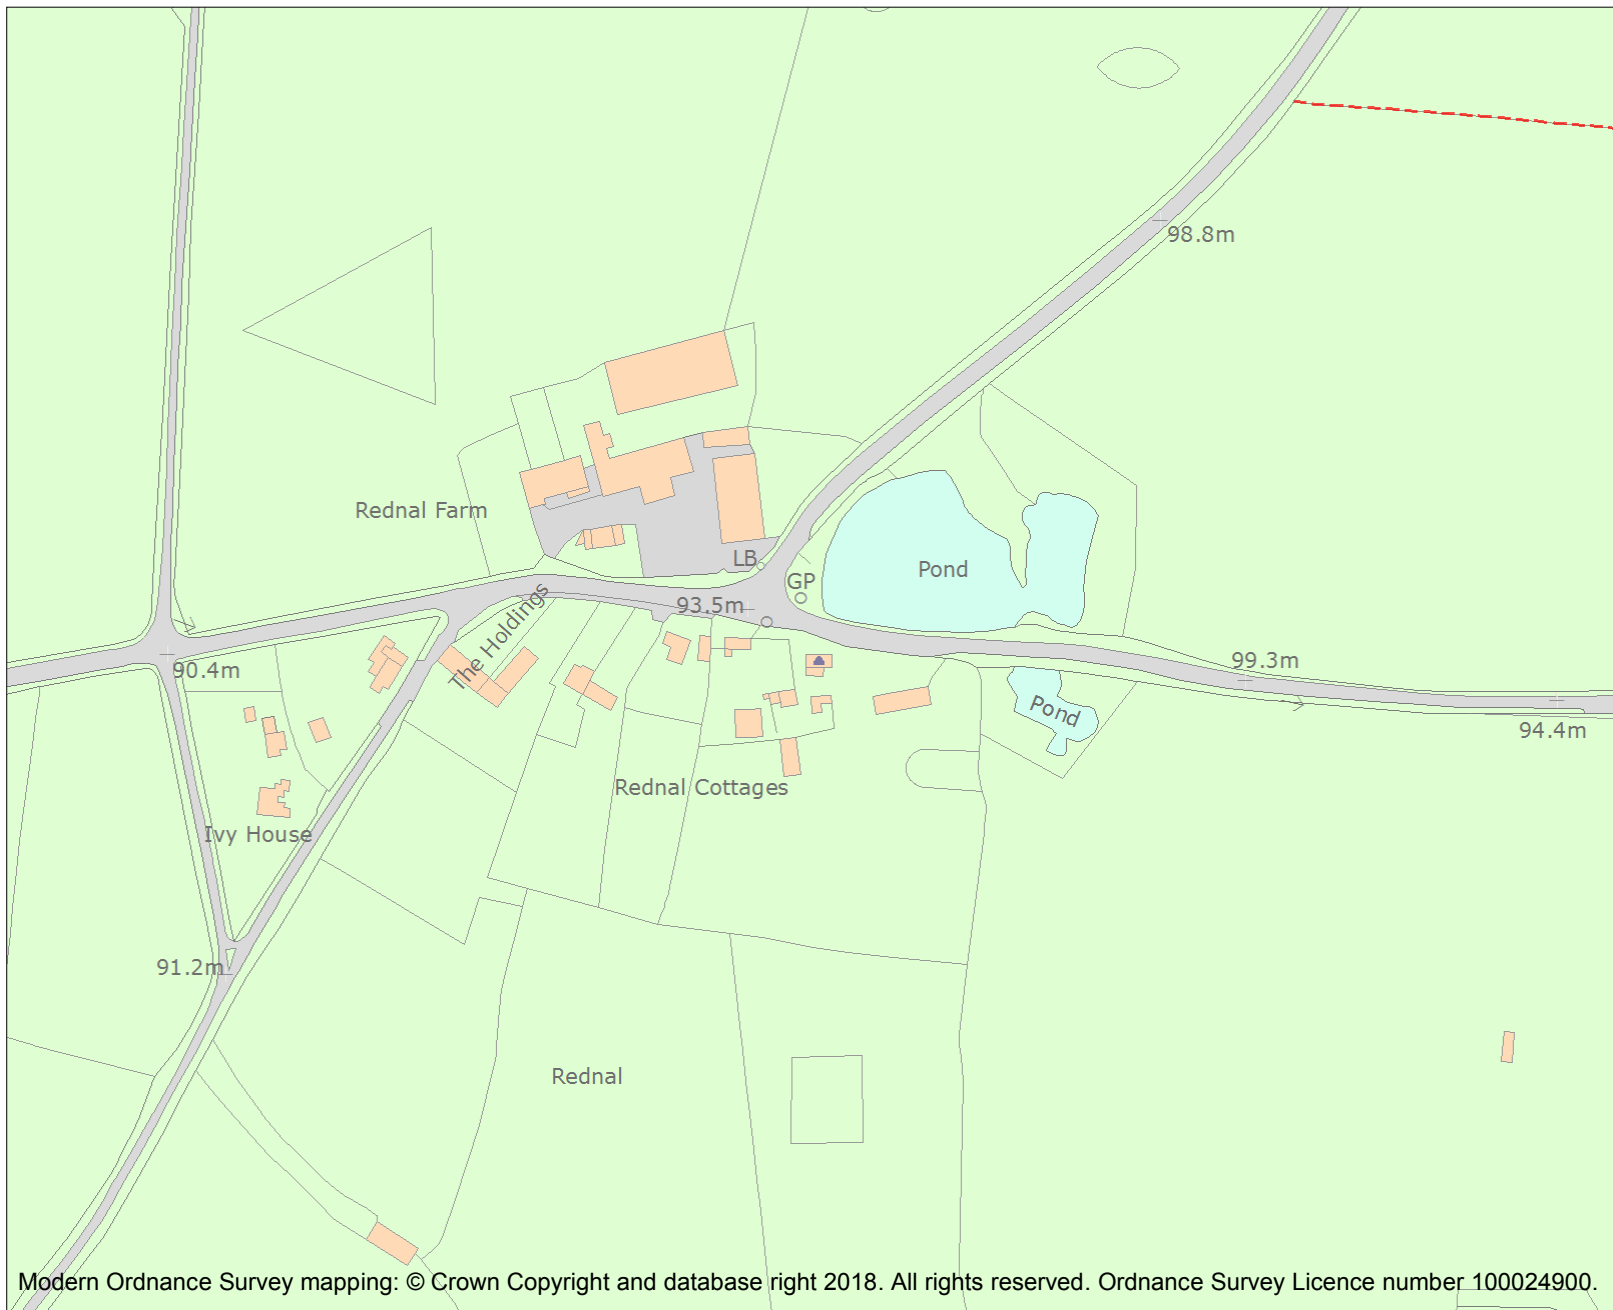 98.8m
Rednal Farm
LB
Pond
GP
The Holdings
93.5m
90.4m
99.3m
Pond
94.4m
Rednal Cottages
Ivy House
91.2m
Rednal
Modern Ordnance Survey mapping: © Crown Copyright and database right 2018. All rights reserved. Ordnance Survey Licence number 100024900.